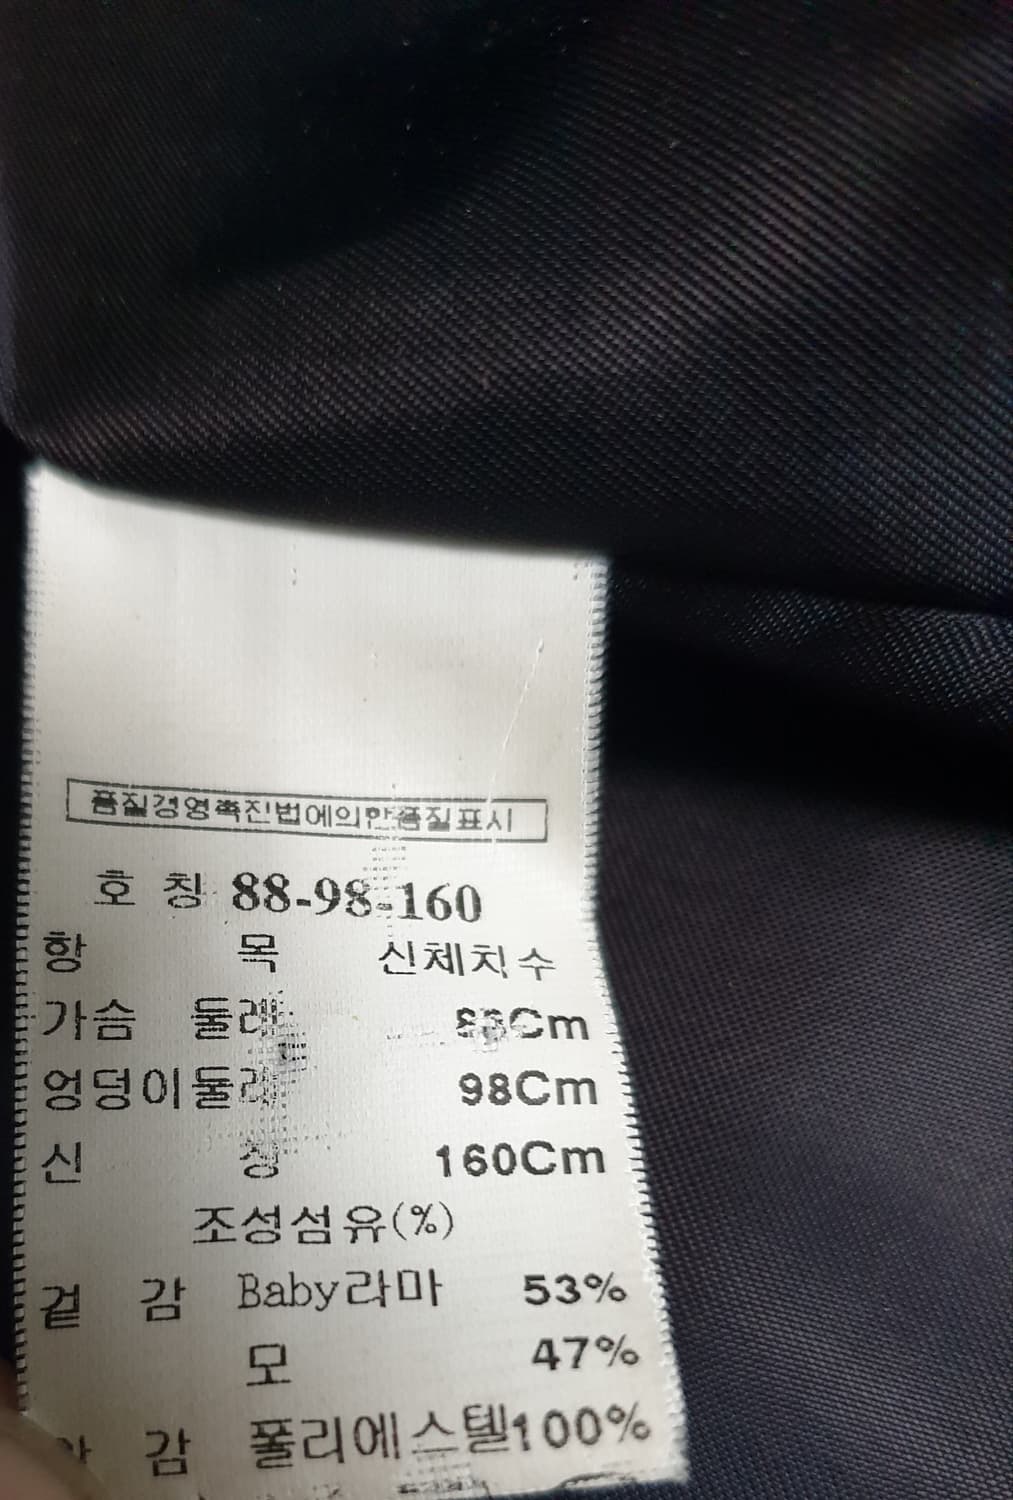 품질경영촉진법에의한품질표시
호 칭 88-98-160
항 목 신체치수
가슴 둘레
엉덩이둘레 98Cm
신 장 160Cm
조성섬유(%)
겉 감 Baby라마 53%
모 47%
감 폴리에스텔100%